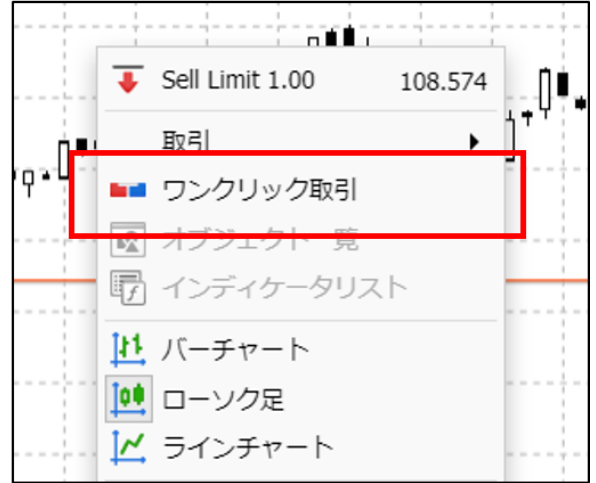 Sell Limit 1.00 108.574
取引
ワンクリック取引
オブジェクト一覧
インディケータリスト
バーチャート
ローソク足
ラインチャート